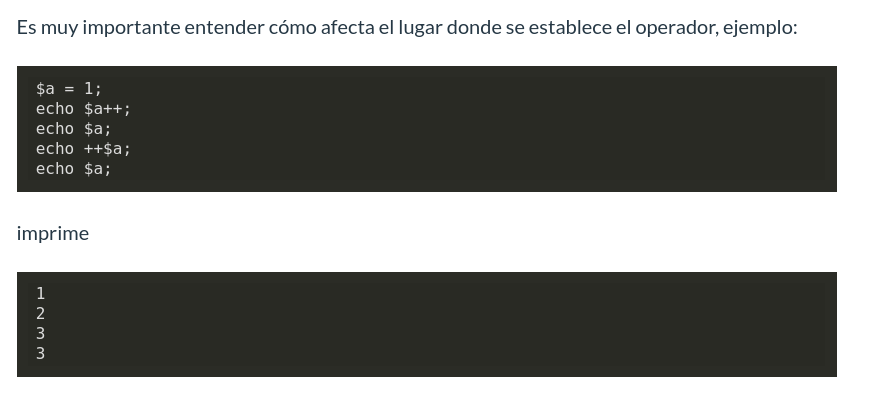 Es muy importante entender cómo afecta el lugar donde se establece el operador, ejemplo:
$a = 1;
echo $a++;
echo $a;
echo ++$a;
echo $a;
imprime
1
2
3
3